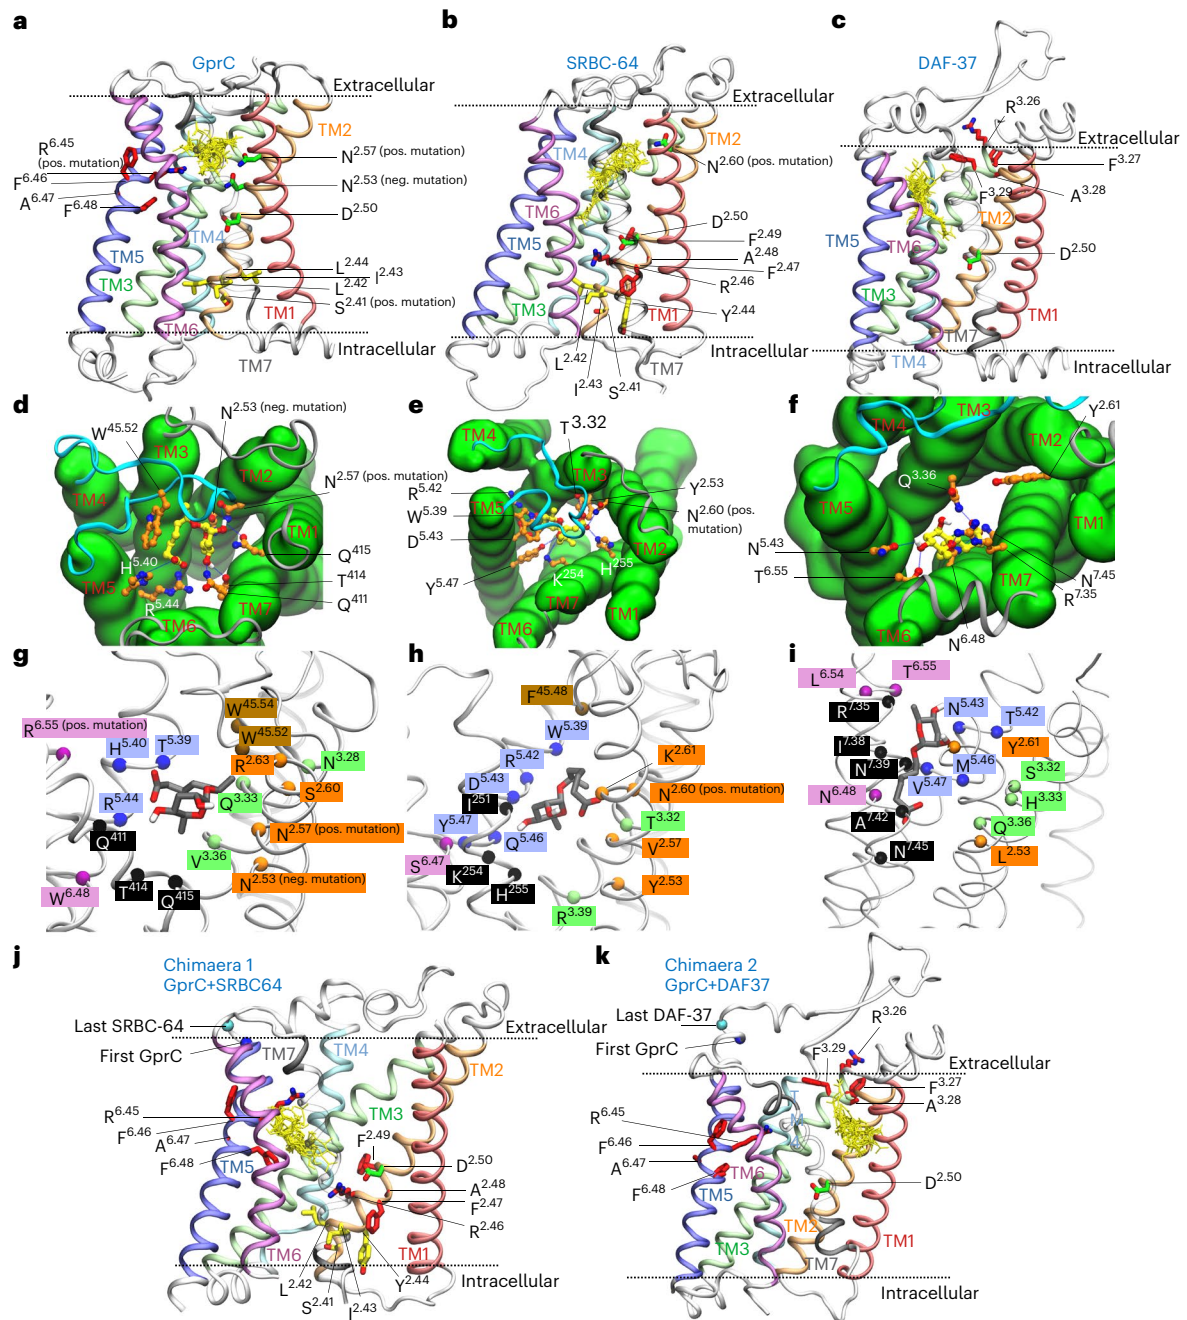 a
GprC
Extracellular
TM2
R6.45
(pos. mutation)
F6.46
A6.47
F6.48
N2.57 (pos. mutation)
N2.53 (neg. mutation)
D2.50
TM4
TM5
TM3
L2.44
I2.43
L2.42
S2.41 (pos. mutation)
TM1
TM6
Intracellular
TM7
b
SRBC-64
Extracellular
TM2
TM4
N2.60 (pos. mutation)
TM6
D2.50
TM5
F2.49
A2.48
F2.47
R2.46
TM3
TM1
Y2.44
Intracellular
L2.42
I2.43
S2.41
TM7
c
DAF-37
R3.26
Extracellular
F3.27
A3.28
F3.29
TM2
TM5
TM6
D2.50
TM3
TM1
TM7
Intracellular
TM4
d
N2.53 (neg. mutation)
W45.52
TM3
TM2
N2.57 (pos. mutation)
TM4
TM1
Q415
H5.40
TM5
T414
R5.44
Q411
TM7
TM6
e
TM4
T3.32
TM3
R5.42
TM5
Y2.53
W5.39
N2.60 (pos. mutation)
D5.43
TM2
H255
K254
Y5.47
TM7
TM1
TM6
f
TM3
Y2.61
TM4
TM2
Q3.36
TM5
TM1
N5.43
T6.55
TM7
N7.45
R7.35
TM6
N6.48
g
W45.54
R6.55 (pos. mutation)
W45.52
H5.40
T5.39
R2.63
N3.28
R5.44
Q3.33
S2.60
Q411
N2.57 (pos. mutation)
V3.36
W6.48
T414
Q415
N2.53 (neg. mutation)
h
F45.48
W5.39
R5.42
K2.61
D5.43
I251
N2.60 (pos. mutation)
Y5.47
Q5.46
T3.32
S6.47
V2.57
K254
H255
Y2.53
R3.39
i
L6.54
T6.55
R7.35
N5.43
T5.42
I7.38
Y2.61
N7.39
M5.46
S3.32
V5.47
N6.48
H3.33
A7.42
Q3.36
N7.45
L2.53
j
Chimaera 1
GprC+SRBC64
Last SRBC-64
Extracellular
First GprC
TM7
TM4
TM2
R6.45
TM3
F6.46
A6.47
F2.49
F6.48
TM5
D2.50
A2.48
F2.47
R2.46
TM6
TM1
Intracellular
L2.42
Y2.44
S2.41
I2.43
k
Chimaera 2
GprC+DAF37
Last DAF-37
R3.26
First GprC
F3.29
Extracellular
F3.27
A3.28
R6.45
F6.46
A6.47
TM6
F6.48
TM5
D2.50
TM2
TM3
TM1
TM7
Intracellular